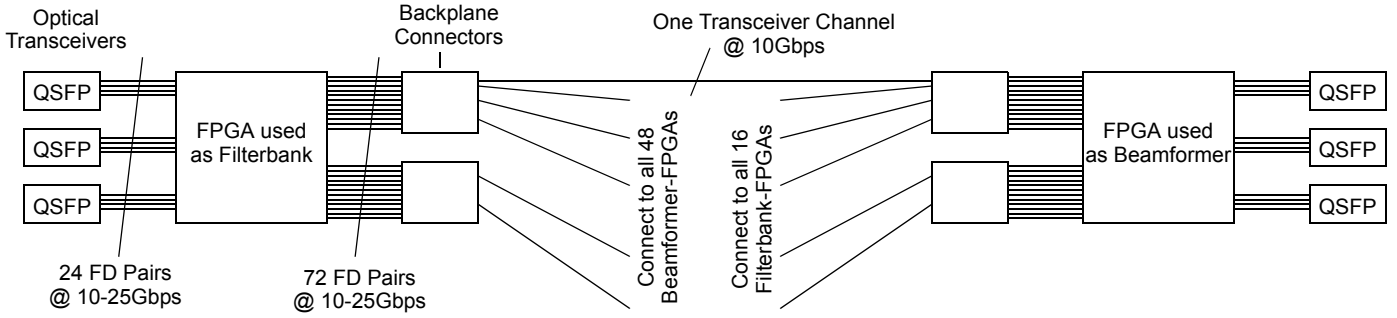 Optical
Transceivers
Backplane
Connectors
One Transceiver Channel
@ 10Gbps
QSFP
QSFP
QSFP
FPGA used
as Filterbank
Connect to all 48
Beamformer-FPGAs
Connect to all 16
Filterbank-FPGAs
FPGA used
as Beamformer
QSFP
QSFP
QSFP
24 FD Pairs
@ 10-25Gbps
72 FD Pairs
@ 10-25Gbps